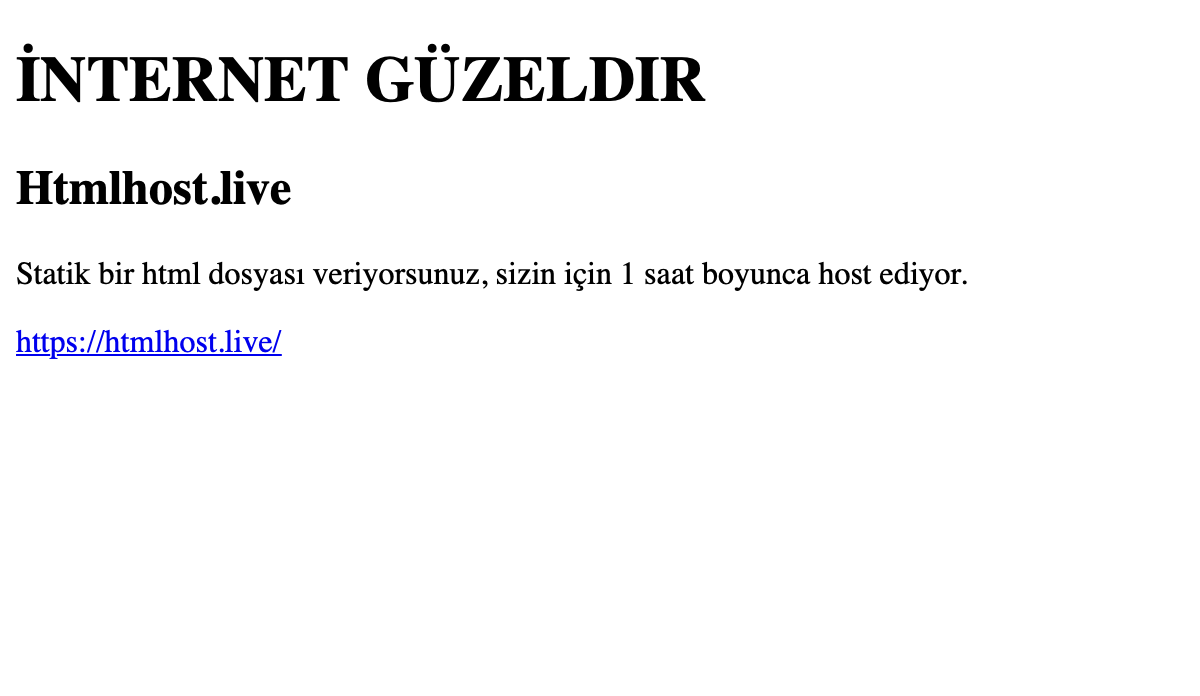 İNTERNET GÜZELDIR
Htmlhost.live
Statik bir html dosyası veriyorsunuz, sizin için 1 saat boyunca host ediyor.
https://htmlhost.live/